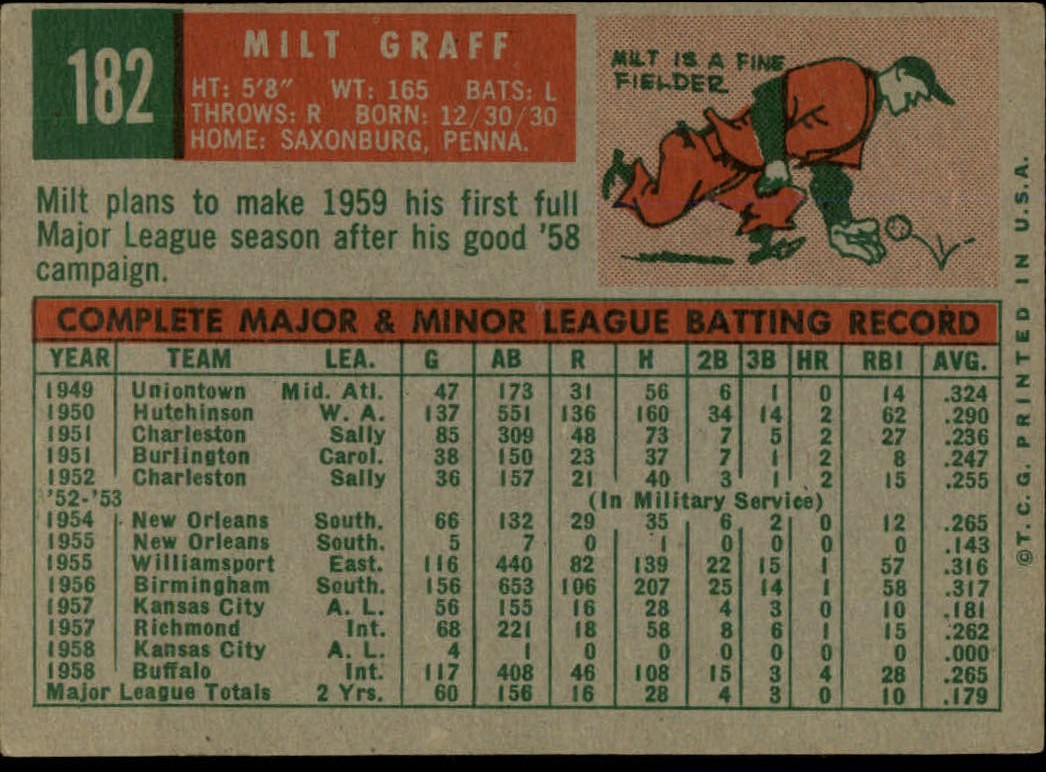 182
MILT GRAFF
HT: 5'8" WT: 165 BATS: L
THROWS: R BORN: 12/30/30
HOME: SAXONBURG, PENNA.
MILT IS A FINE
FIELDER
Milt plans to make 1959 his first full
Major League season after his good '58
campaign.
COMPLETE MAJOR & MINOR LEAGUE BATTING RECORD
YEAR TEAM LEA. G AB R H 2B 3B HR RBI AVG.
1949 Uniontown Mid. Atl. 47 173 31 56 6 1 0 14 .324
1950 Hutchinson W. A. 137 551 136 160 34 14 2 62 .290
1951 Charleston Sally 85 309 48 73 7 5 2 27 .236
1951 Burlington Carol. 38 150 23 37 7 1 2 8 .247
1952 Charleston Sally 36 157 21 40 3 1 2 15 .255
'52-'53 (In Military Service)
1954 New Orleans South. 66 132 29 35 6 2 0 12 .265
1955 New Orleans South. 5 7 0 1 0 0 0 0 .143
1955 Williamsport East. 116 440 82 139 22 15 1 57 .316
1956 Birmingham South. 156 653 106 207 25 14 1 58 .317
1957 Kansas City A. L. 56 155 16 28 4 3 0 10 .181
1957 Richmond Int. 68 221 18 58 8 6 1 15 .262
1958 Kansas City A. L. 4 1 0 0 0 0 0 0 .000
1958 Buffalo Int. 117 408 46 108 15 3 4 28 .265
Major League Totals 2 Yrs. 60 156 16 28 4 3 0 10 .179
©T.C.G. PRINTED IN U.S.A.